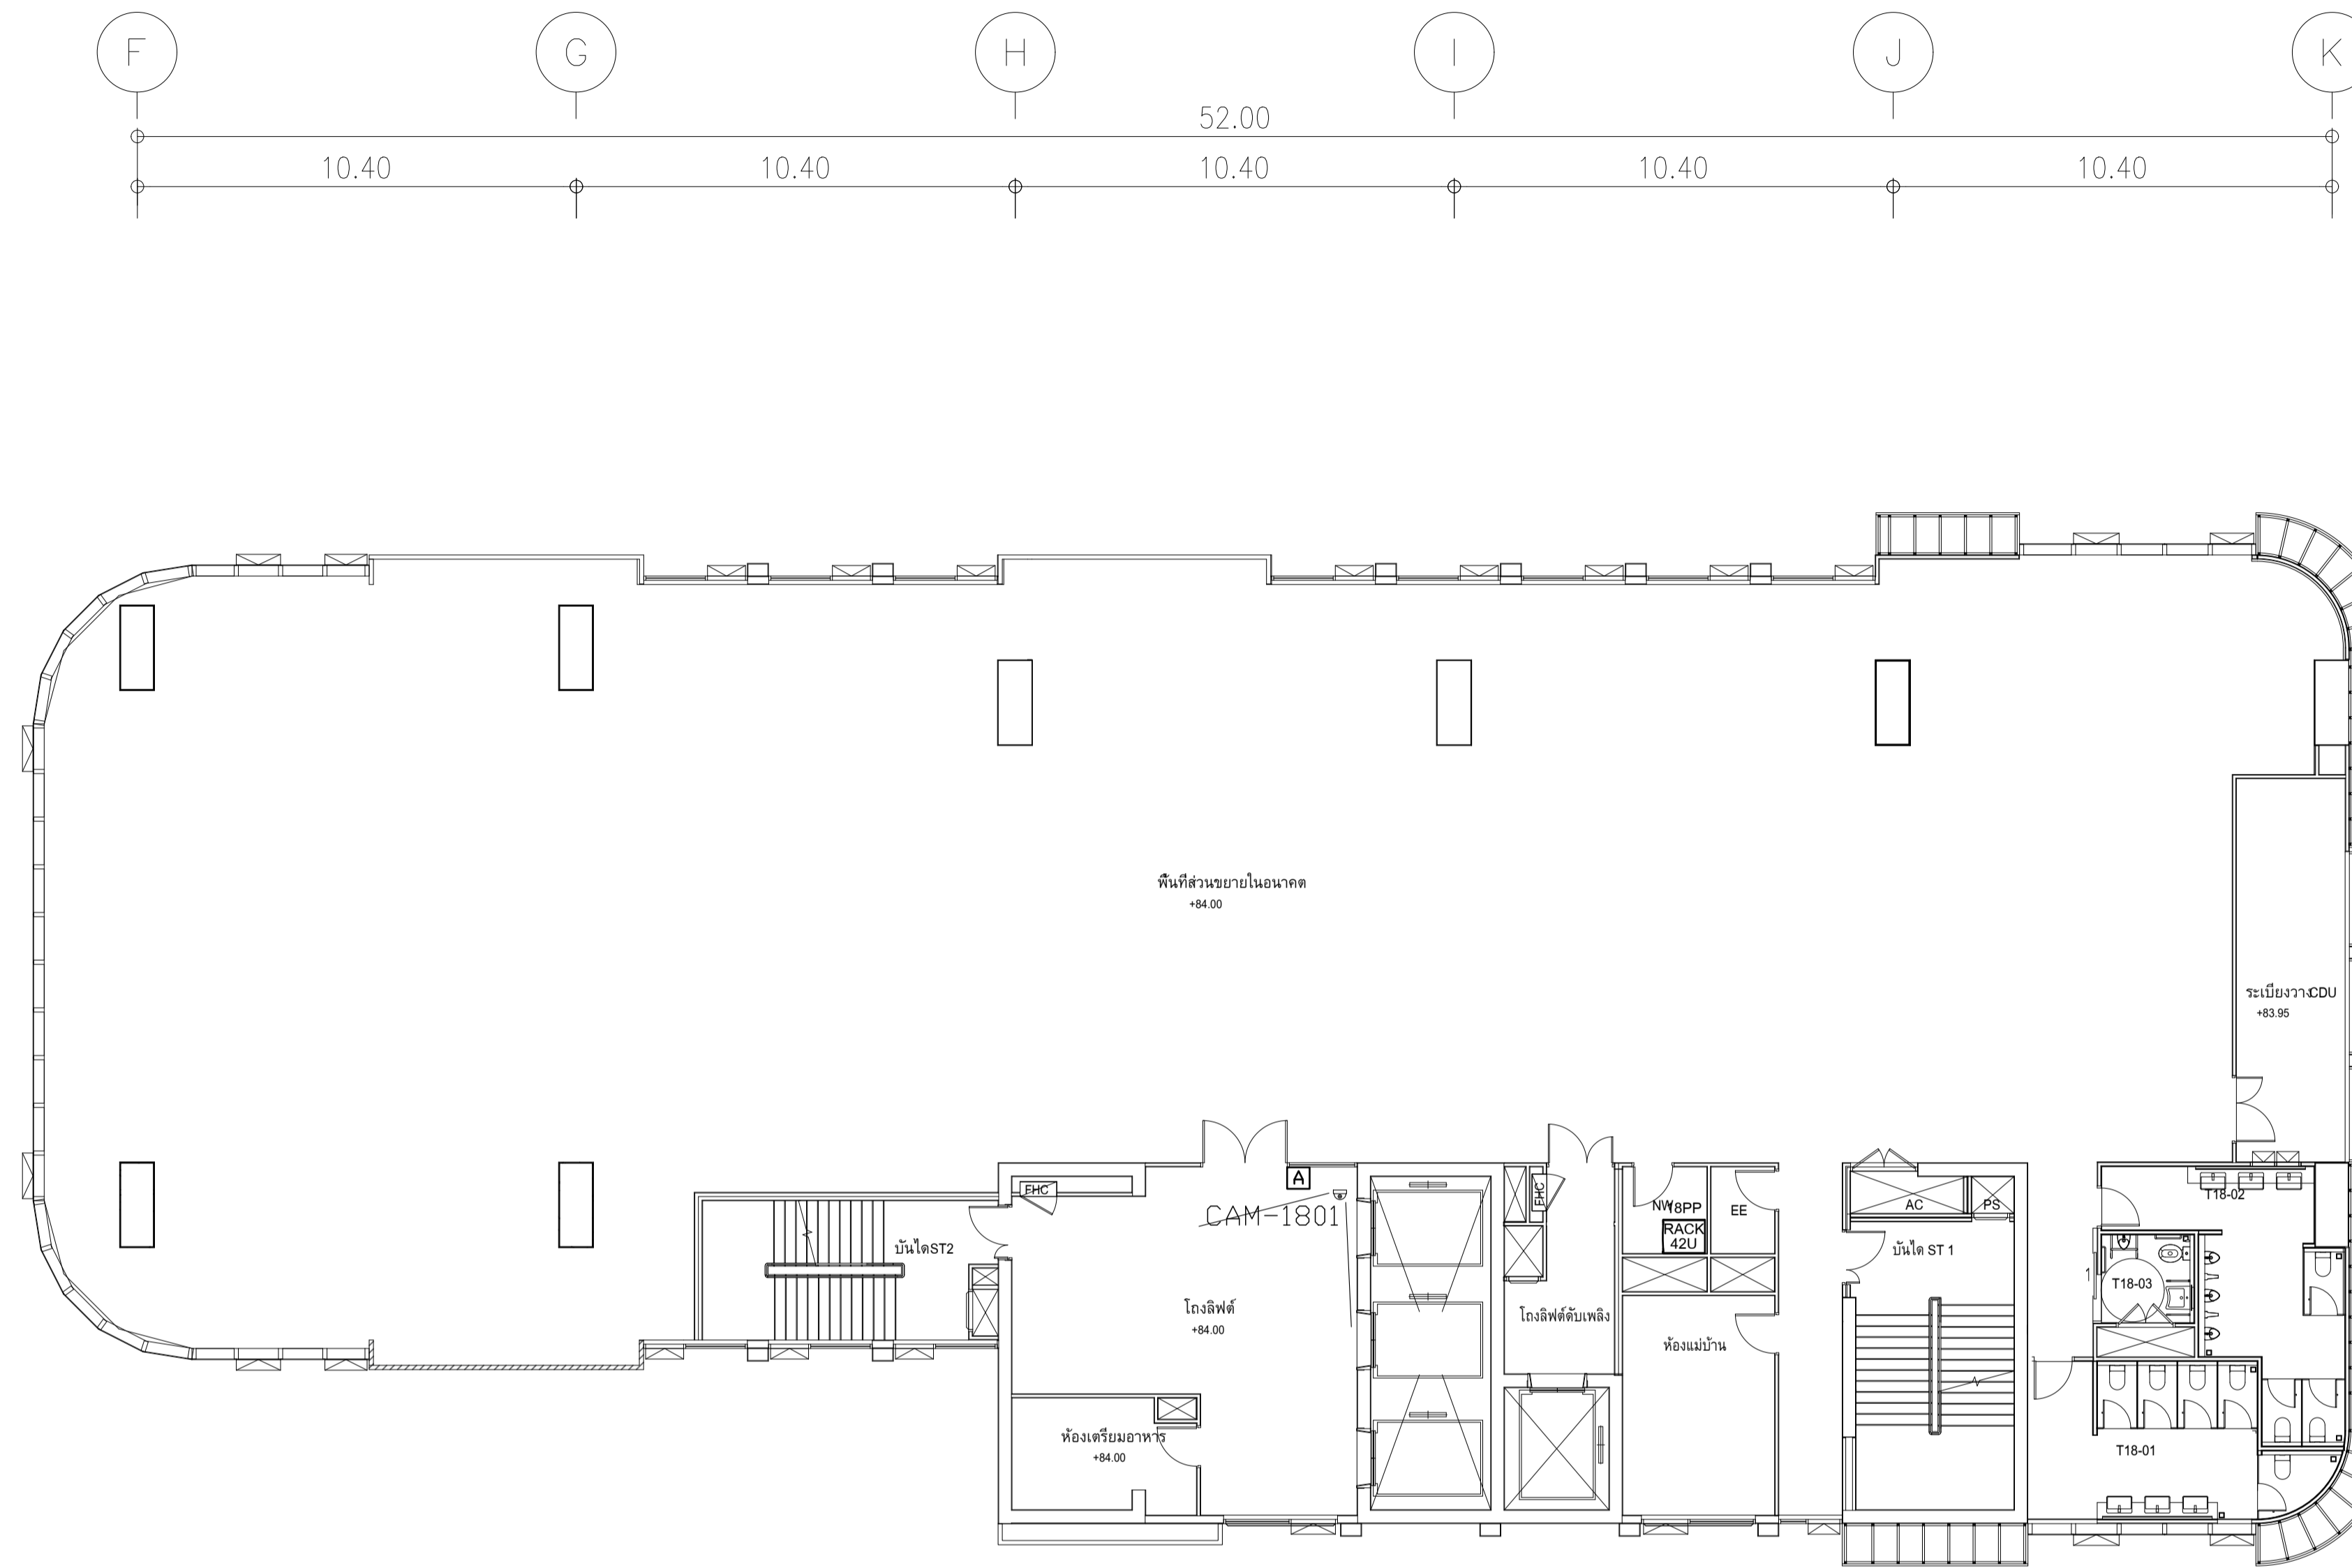 F G H I J K
52.00
10.40 10.40 10.40 10.40 10.40
พื้นที่ส่วนขยายในอนาคต
+84.00
ระเบียงวางCDU
+83.95
FHC
A
CAM-1801
FHC
NW
18PP
RACK
42U
EE
AC
PS
T18-02
บันไดST2
บันได ST 1
1
T18-03
โถงลิฟต์
+84.00
โถงลิฟต์ดับเพลิง
ห้องแม่บ้าน
ห้องเตรียมอาหาร
+84.00
T18-01